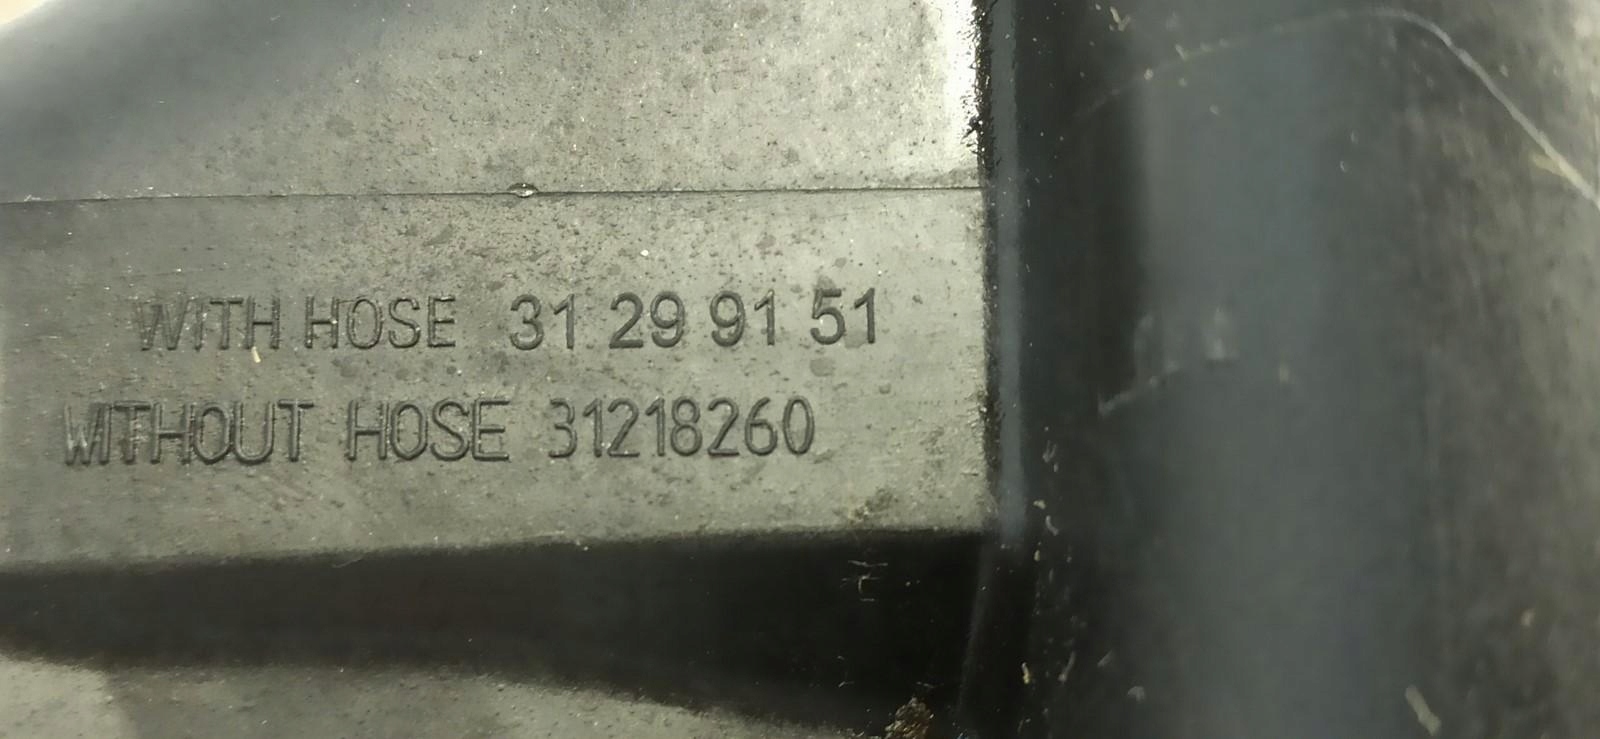 WITH HOSE 31 29 91 51
WITHOUT HOSE 31218260